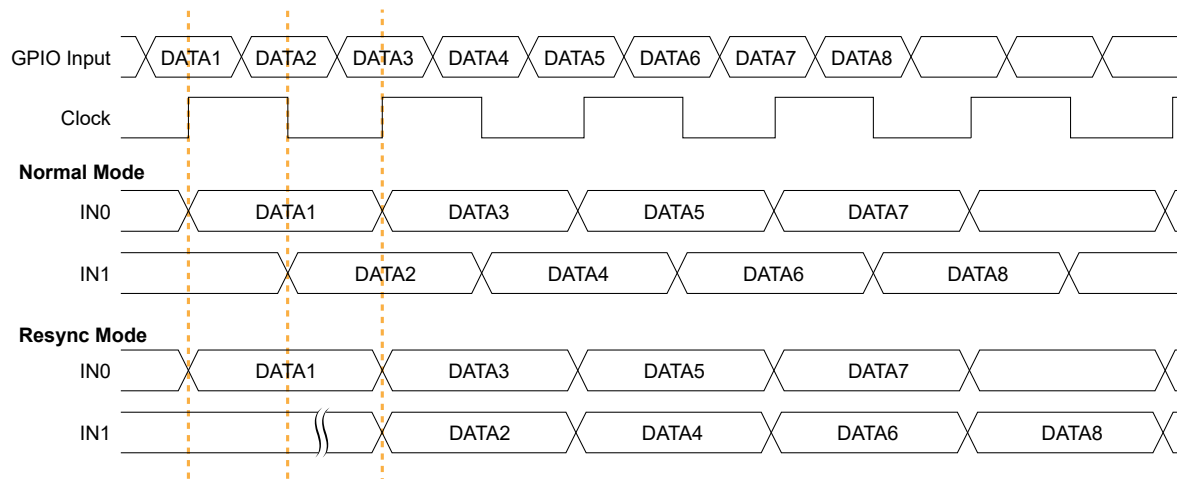 GPIO Input DATA1 DATA2 DATA3 DATA4 DATA5 DATA6 DATA7 DATA8
Clock
Normal Mode
IN0 DATA1 DATA3 DATA5 DATA7
IN1 DATA2 DATA4 DATA6 DATA8
Resync Mode
IN0 DATA1 DATA3 DATA5 DATA7
IN1 DATA2 DATA4 DATA6 DATA8